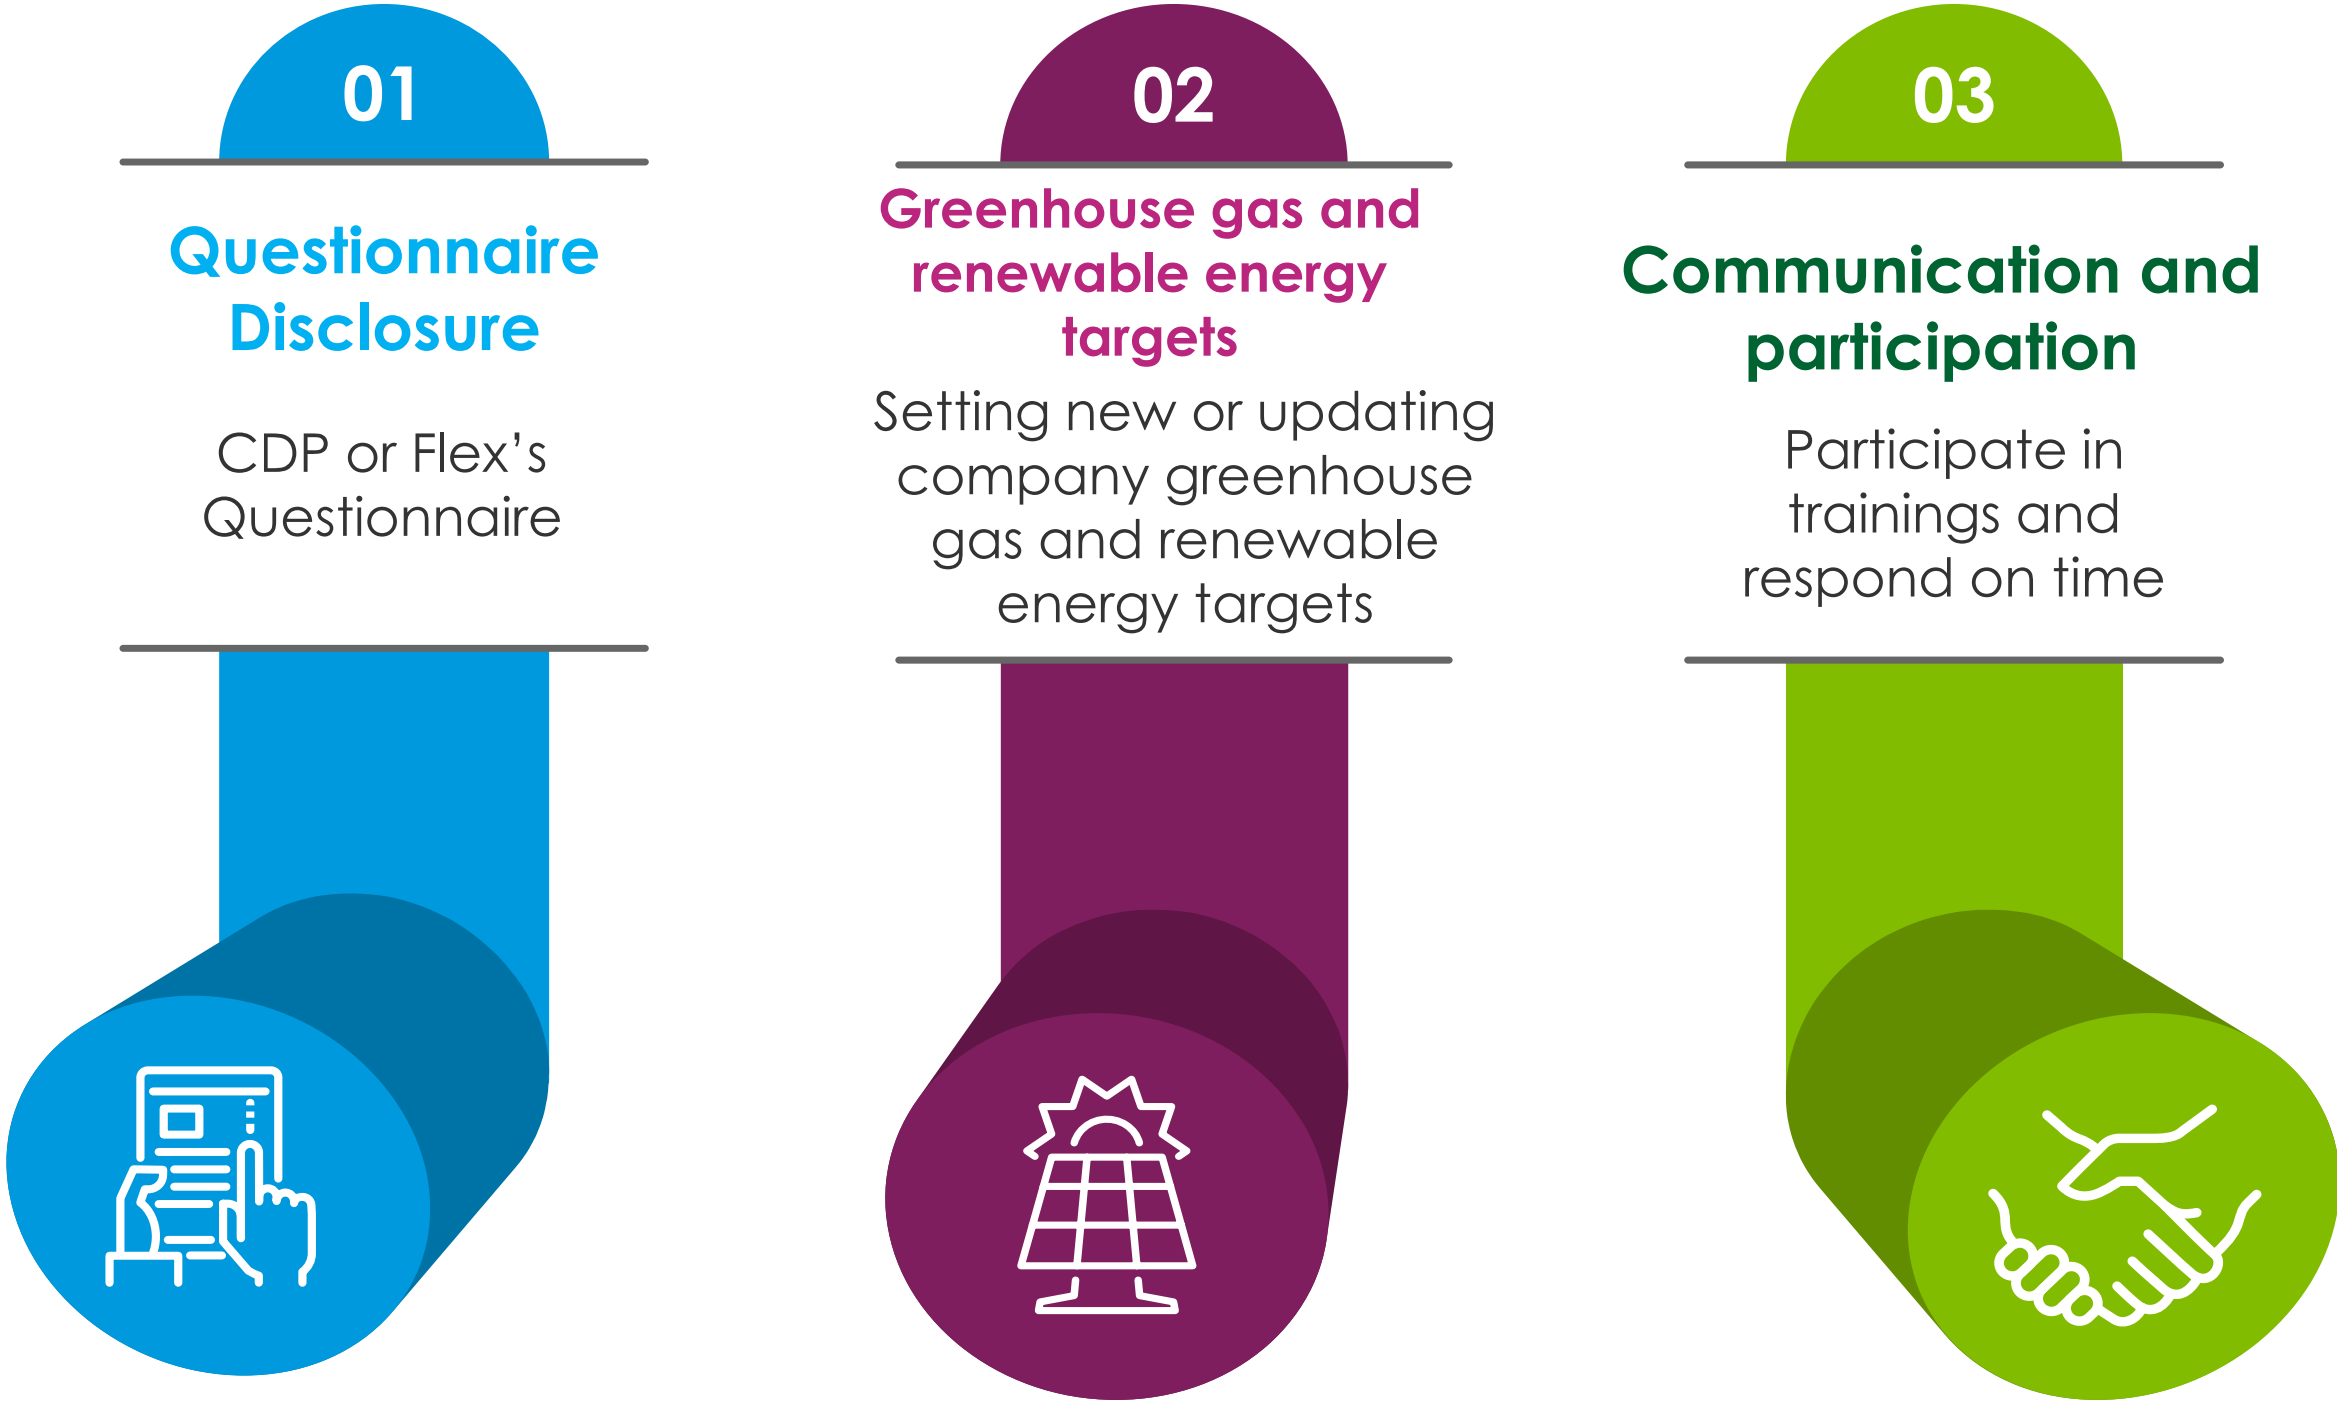 01
Questionnaire
Disclosure
CDP or Flex’s
Questionnaire
02
Greenhouse gas and
renewable energy
targets
Setting new or updating
company greenhouse
gas and renewable
energy targets
03
Communication and
participation
Participate in
trainings and
respond on time